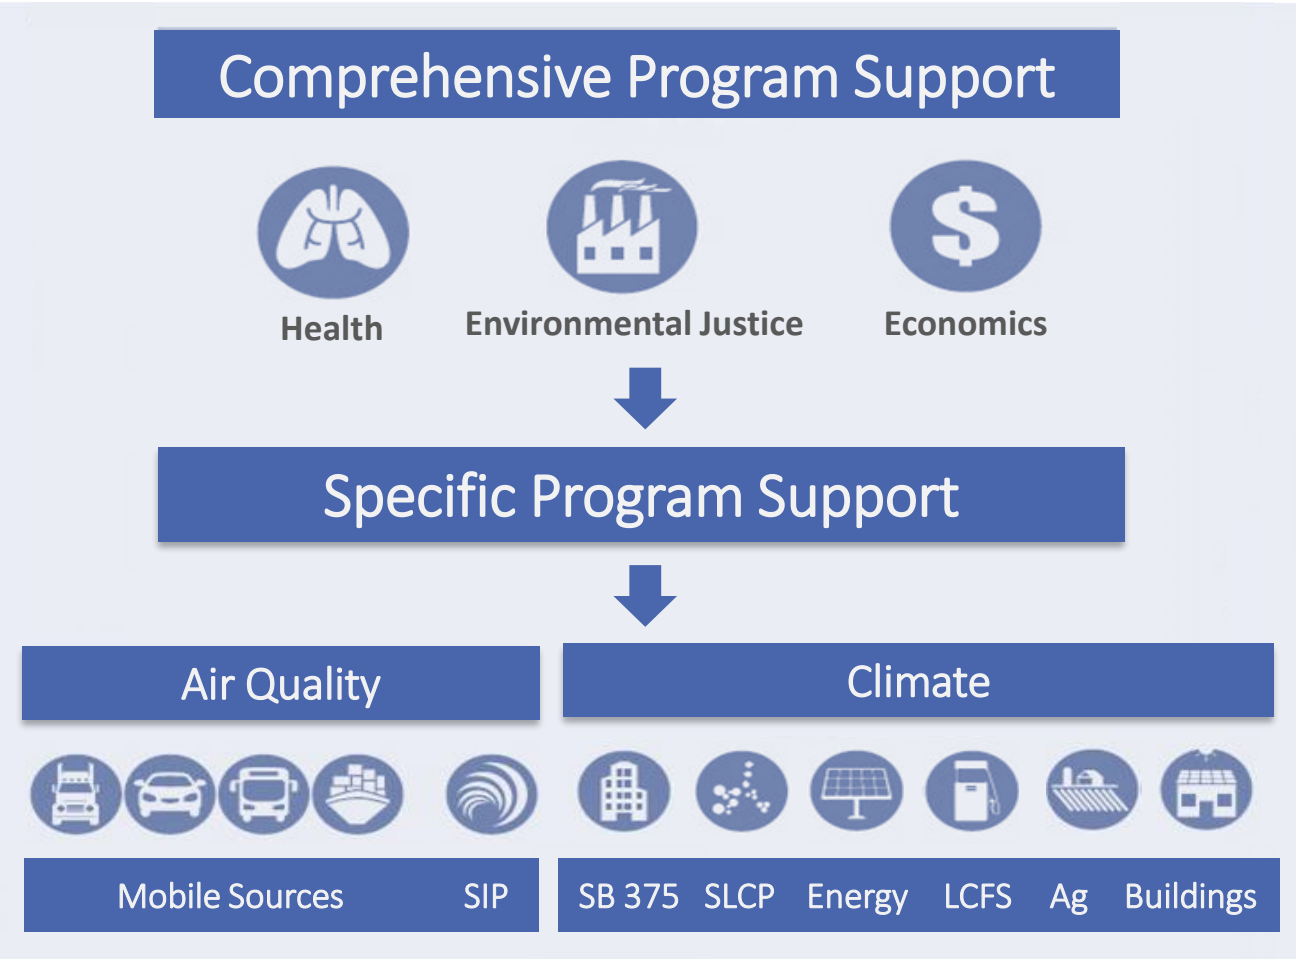 Comprehensive Program Support
Health
Environmental Justice
Economics
Specific Program Support
Air Quality
Climate
Mobile Sources
SIP
SB 375
SLCP
Energy
LCFS
Ag
Buildings